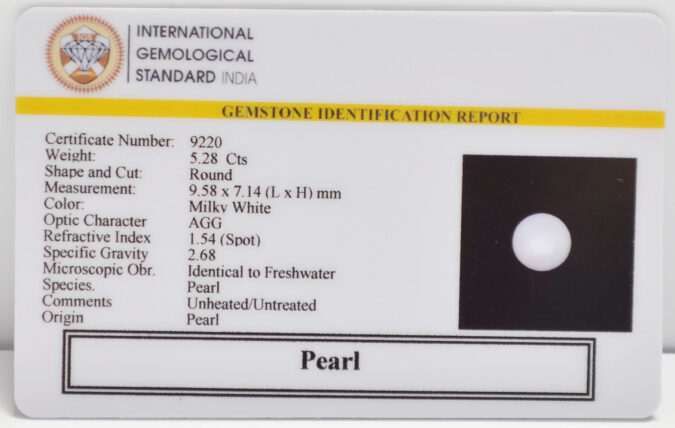 IGS
INTERNATIONAL
GEMOLOGICAL
STANDARD INDIA
GEMSTONE IDENTIFICATION REPORT
Certificate Number: 9220
Weight: 5.28 Cts
Shape and Cut: Round
Measurement: 9.58 x 7.14 (L x H) mm
Color: Milky White
Optic Character AGG
Refractive Index 1.54 (Spot)
Specific Gravity 2.68
Microscopic Obr. Identical to Freshwater
Species. Pearl
Comments Unheated/Untreated
Origin Pearl
Pearl